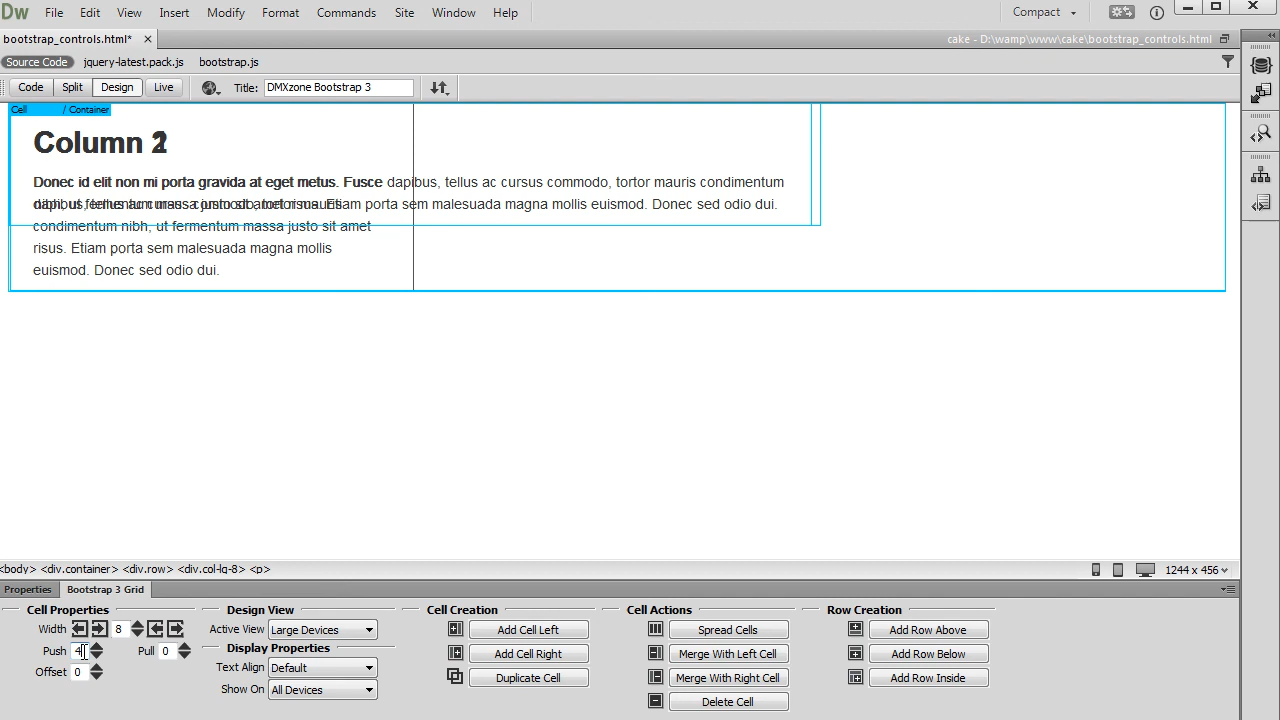 Dw File Edit View Insert Modify Format Commands Site Window Help Compact
bootstrap_controls.html* cake - D:\wamp\www\cake\bootstrap_controls.html
Source Code jquery-latest.pack.js bootstrap.js
Code Split Design Live Title: DMXzone Bootstrap 3
Cell / Container
Column
Donec id elit non mi porta gravida at eget metus. Fusce dapibus, tellus ac cursus commodo, tortor mauris condimentum
Etiam porta sem malesuada magna mollis euismod. Donec sed odio dui.
condimentum nibh, ut fermentum massa justo sit amet
risus. Etiam porta sem malesuada magna mollis
euismod. Donec sed odio dui.
<body> <div.container> <div.row> <div.col-lg-8> <p> 1244 x 456
Properties Bootstrap 3 Grid
Cell Properties Design View Cell Creation Cell Actions Row Creation
Width 8 Active View Large Devices Add Cell Left Spread Cells Add Row Above
Push 4 Pull 0 Display Properties Add Cell Right Merge With Left Cell Add Row Below
Offset 0 Text Align Default Duplicate Cell Merge With Right Cell Add Row Inside
Show On All Devices Delete Cell